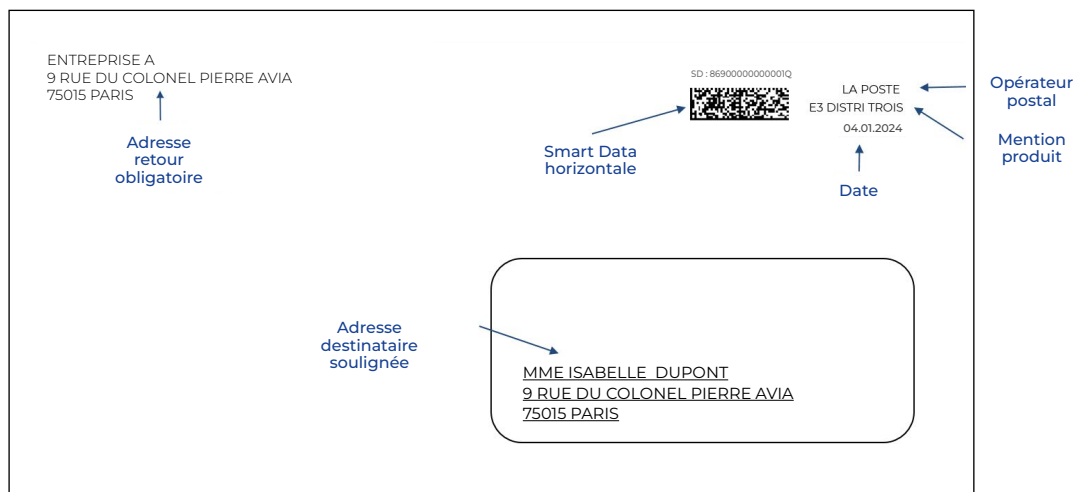 ENTREPRISE A
9 RUE DU COLONEL PIERRE AVIA
75015 PARIS
Adresse
retour
obligatoire
SD : 86900000000001Q
Smart Data
horizontale
LA POSTE
E3 DISTRI TROIS
04.01.2024
Date
Opérateur
postal
Mention
produit
Adresse
destinataire
soulignée
MME ISABELLE DUPONT
9 RUE DU COLONEL PIERRE AVIA
75015 PARIS